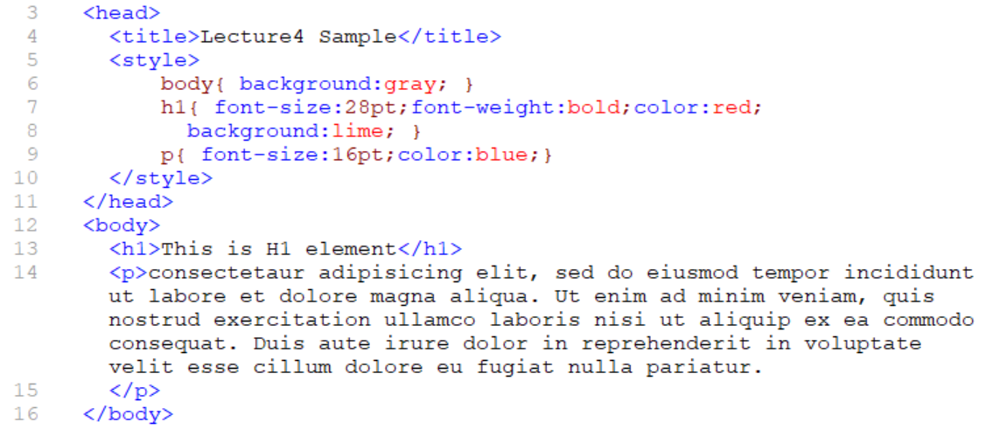 3 <head>
4 <title>Lecture4 Sample</title>
5 <style>
6 body{ background:gray; }
7 h1{ font-size:28pt;font-weight:bold;color:red;
8 background:lime; }
9 p{ font-size:16pt;color:blue;}
10 </style>
11 </head>
12 <body>
13 <h1>This is H1 element</h1>
14 <p>consectetaur adipisicing elit, sed do eiusmod tempor incididunt
ut labore et dolore magna aliqua. Ut enim ad minim veniam, quis
nostrud exercitation ullamco laboris nisi ut aliquip ex ea commodo
consequat. Duis aute irure dolor in reprehenderit in voluptate
velit esse cillum dolore eu fugiat nulla pariatur.
15 </p>
16 </body>